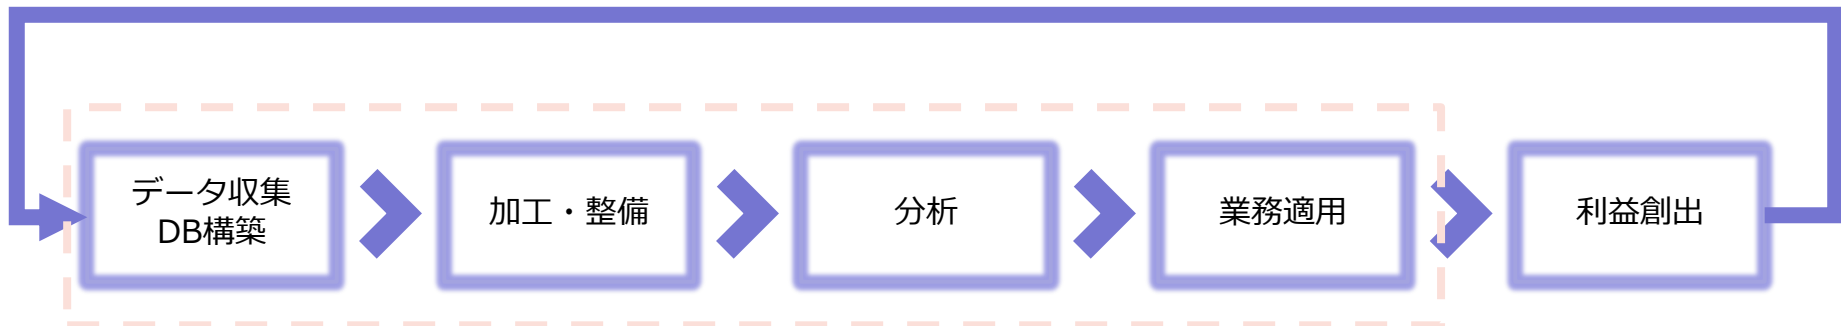 データ収集
DB構築
加工・整備
分析
業務適用
利益創出